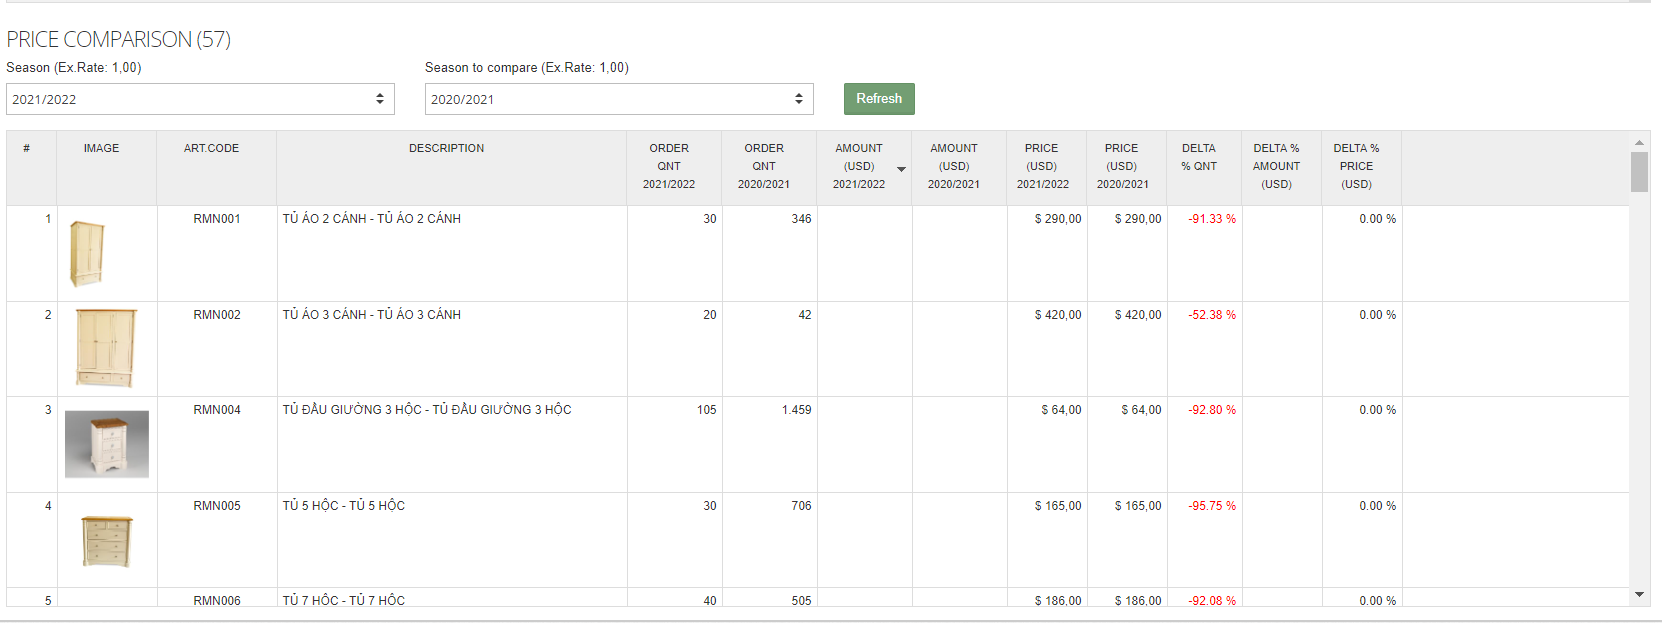 PRICE COMPARISON (57)
Season (Ex.Rate: 1,00)
Season to compare (Ex.Rate: 1,00)
2021/2022
2020/2021
Refresh
# IMAGE ART.CODE DESCRIPTION ORDER QNT 2021/2022 ORDER QNT 2020/2021 AMOUNT (USD) 2021/2022 AMOUNT (USD) 2020/2021 PRICE (USD) 2021/2022 PRICE (USD) 2020/2021 DELTA % QNT DELTA % AMOUNT (USD) DELTA % PRICE (USD)
1 RMN001 TỦ ÁO 2 CÁNH - TỦ ÁO 2 CÁNH 30 346 $ 290,00 $ 290,00 -91.33 % 0.00 %
2 RMN002 TỦ ÁO 3 CÁNH - TỦ ÁO 3 CÁNH 20 42 $ 420,00 $ 420,00 -52.38 % 0.00 %
3 RMN004 TỦ ĐẦU GIƯỜNG 3 HỘC - TỦ ĐẦU GIƯỜNG 3 HỘC 105 1.459 $ 64,00 $ 64,00 -92.80 % 0.00 %
4 RMN005 TỦ 5 HỘC - TỦ 5 HỘC 30 706 $ 165,00 $ 165,00 -95.75 % 0.00 %
5 RMN006 TỦ 7 HỘC - TỦ 7 HỘC 40 505 $ 186,00 $ 186,00 -92.08 % 0.00 %